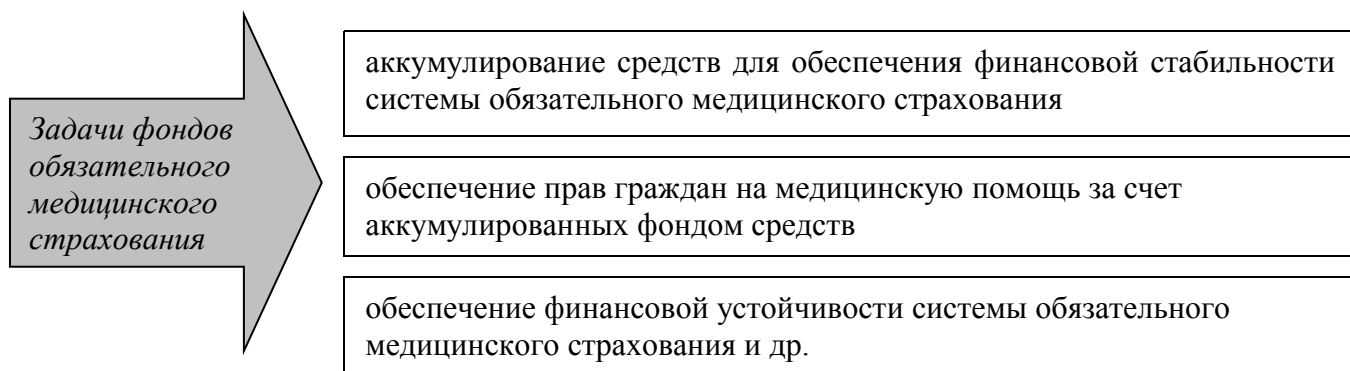 Задачи фондов
обязательного
медицинского
страхования
аккумулирование средств для обеспечения финансовой стабильности
системы обязательного медицинского страхования
обеспечение прав граждан на медицинскую помощь за счет
аккумулированных фондом средств
обеспечение финансовой устойчивости системы обязательного
медицинского страхования и др.